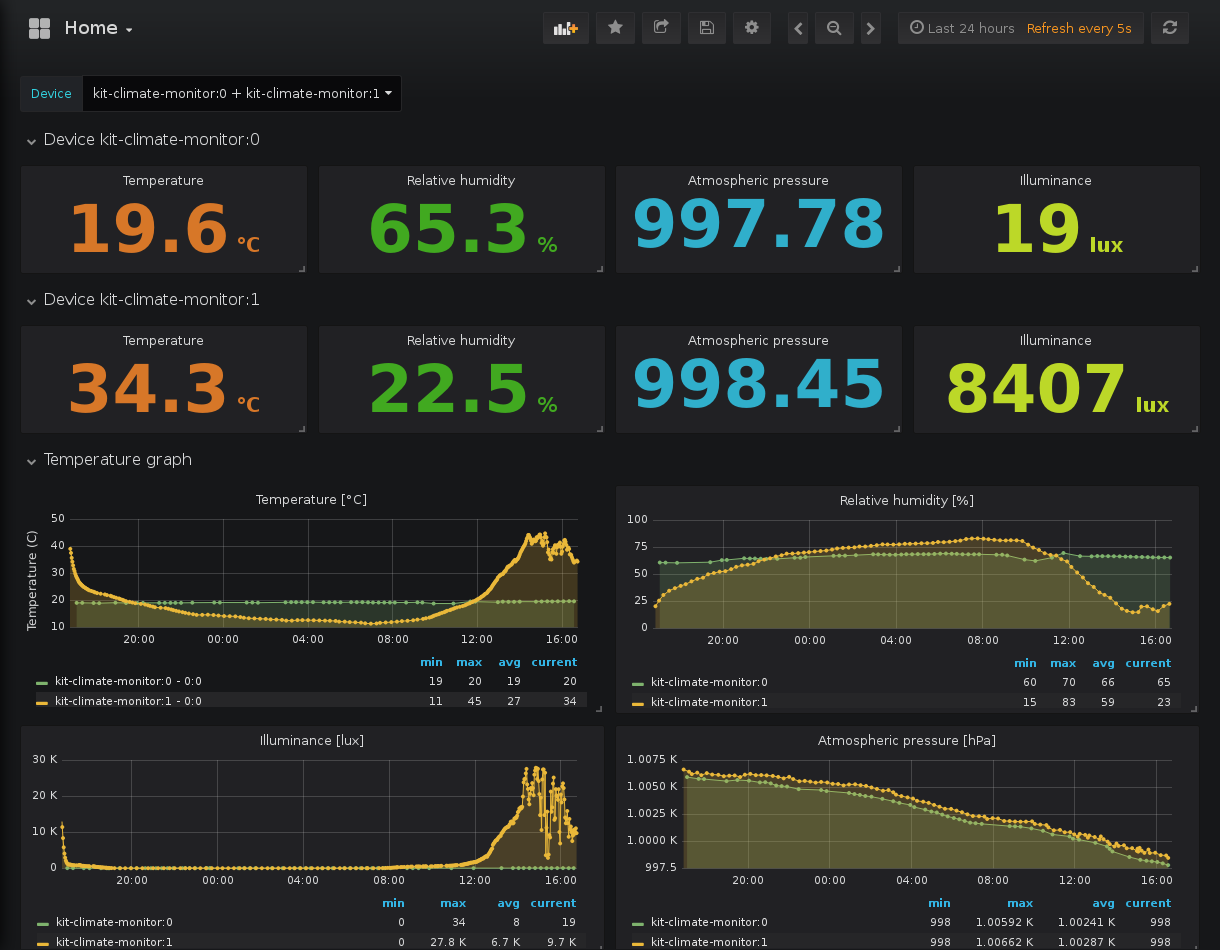 Home
Last 24 hours Refresh every 5s
Device kit-climate-monitor:0 + kit-climate-monitor:1
Device kit-climate-monitor:0
Temperature Relative humidity Atmospheric pressure Illuminance
19.6 °C 65.3 % 997.78 19 lux
Device kit-climate-monitor:1
Temperature Relative humidity Atmospheric pressure Illuminance
34.3 °C 22.5 % 998.45 8407 lux
Temperature graph
Temperature [°C]
Temperature (C)
50
40
30
20
10
20:00 00:00 04:00 08:00 12:00 16:00
min max avg current
kit-climate-monitor:0 - 0:0 19 20 19 20
kit-climate-monitor:1 - 0:0 11 45 27 34
Relative humidity [%]
100
75
50
25
0
20:00 00:00 04:00 08:00 12:00 16:00
min max avg current
kit-climate-monitor:0 60 70 66 65
kit-climate-monitor:1 15 83 59 23
Illuminance [lux]
30 K
20 K
10 K
0
20:00 00:00 04:00 08:00 12:00 16:00
min max avg current
kit-climate-monitor:0 0 34 8 19
kit-climate-monitor:1 0 27.8 K 6.7 K 9.7 K
Atmospheric pressure [hPa]
1.0075 K
1.0050 K
1.0025 K
1.0000 K
997.5
20:00 00:00 04:00 08:00 12:00 16:00
min max avg current
kit-climate-monitor:0 998 1.00592 K 1.00241 K 998
kit-climate-monitor:1 998 1.00662 K 1.00287 K 998